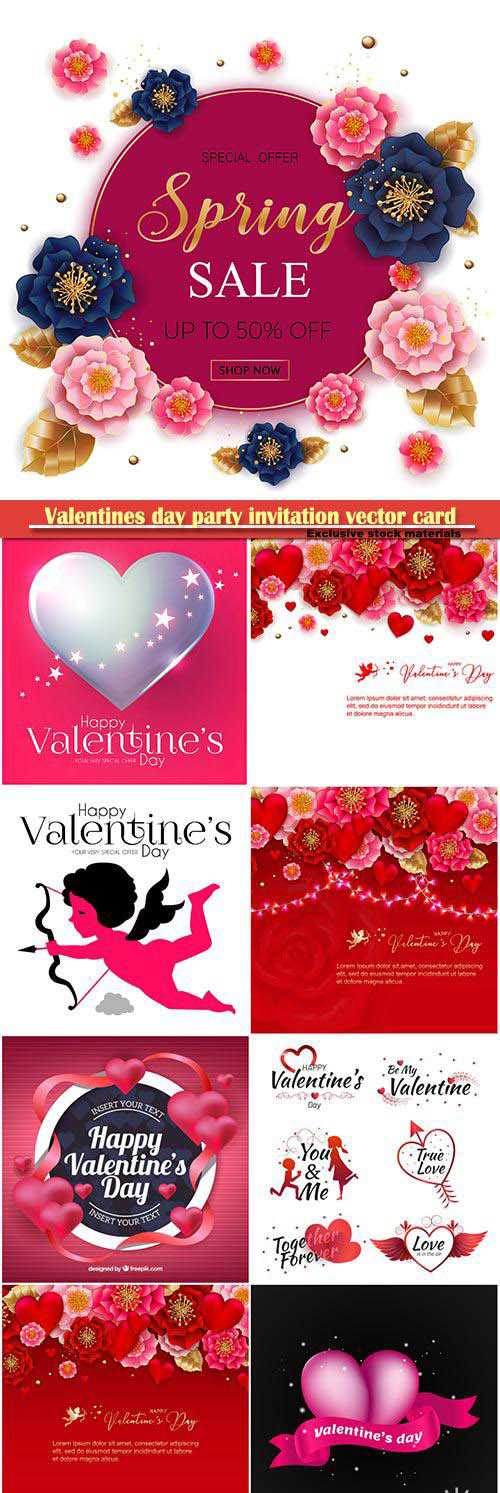 SPECIAL OFFER
Spring
SALE
UP TO 50% OFF
SHOP NOW
Valentines day party invitation vector card
Exclusive stock materials
Happy
Valentine's
YOUR VERY SPECIAL OFFER Day
HAPPY
Valentine's Day
Lorem Ipsum dolor sit amet,
consectetur adipiscing elit, sed do
eiusmod tempor incididunt ut labore et
dolore magna aliqua.
Happy
Valentine's
YOUR VERY SPECIAL OFFER Day
HAPPY
Valentine's Day
Lorem Ipsum dolor sit amet,
consectetur adipiscing elit, sed do
eiusmod tempor incididunt ut labore et
dolore magna aliqua.
INSERT YOUR TEXT
Happy
Valentine's
Day
INSERT YOUR TEXT
designed by freepik.com
HAPPY
Valentine's
Day
Be My
Valentine
You
&
Me
True
Love
Together
Forever
Love
is in the air
HAPPY
Valentine's Day
Lorem Ipsum dolor sit amet,
consectetur adipiscing elit, sed do
eiusmod tempor incididunt ut labore et
dolore magna aliqua.
Valentine's day